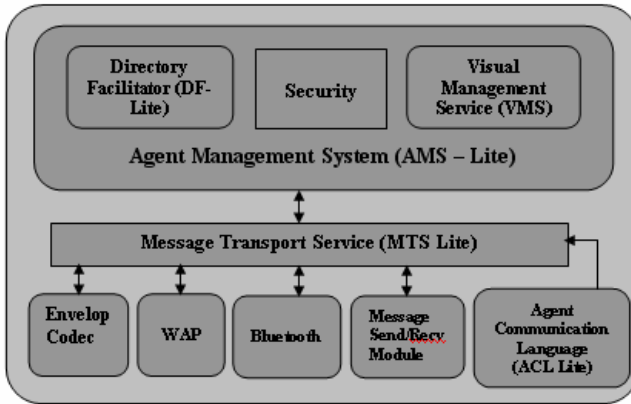 Directory
Facilitator (DF-
Lite)
Security
Visual
Management
Service (VMS)
Agent Management System (AMS – Lite)
Message Transport Service (MTS Lite)
Envelop
Codec
WAP
Bluetooth
Message
Send/Recv
Module
Agent
Communication
Language
(ACL Lite)